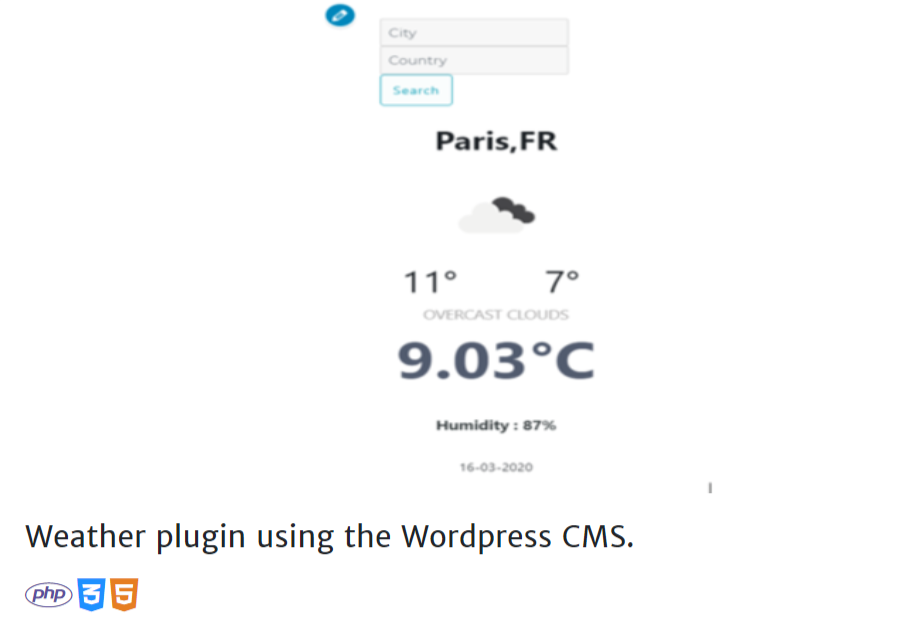 City
Country
Search
Paris,FR
11° 7°
OVERCAST CLOUDS
9.03°C
Humidity : 87%
16-03-2020
Weather plugin using the Wordpress CMS.
php 3 5